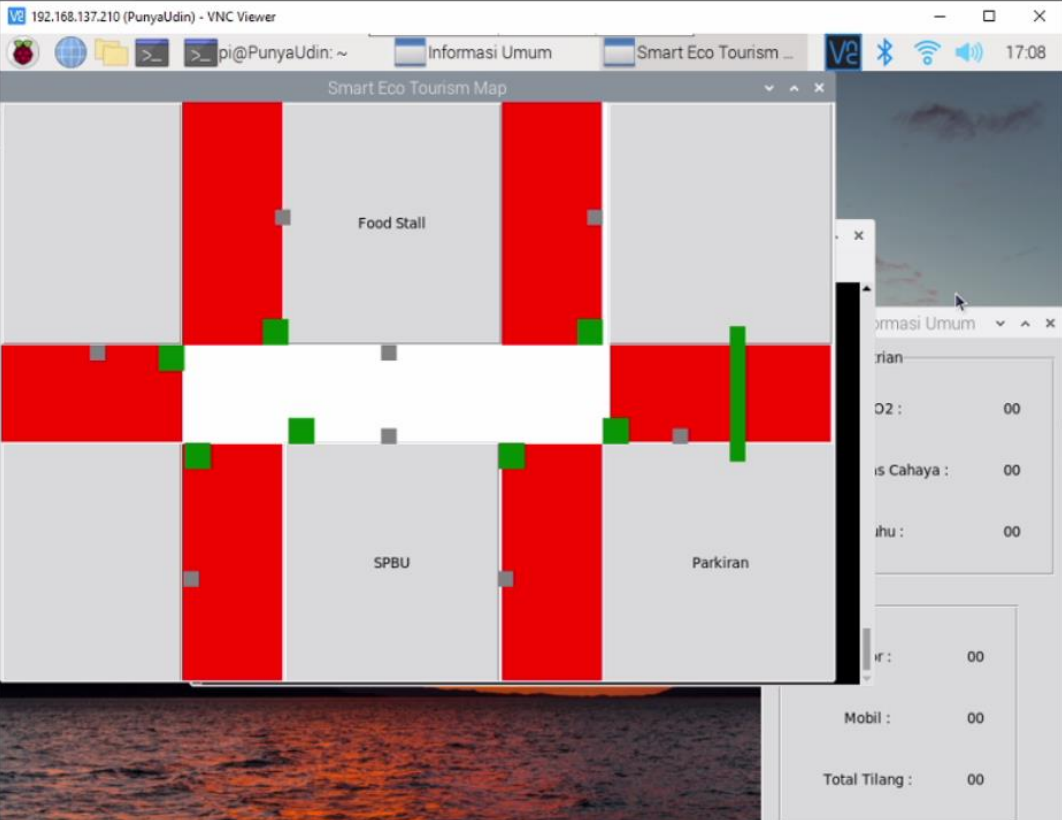 192.168.137.210 (PunyaUdin) - VNC Viewer
pi@PunyaUdin: ~ Informasi Umum Smart Eco Tourism ... 17:08
Smart Eco Tourism Map
Food Stall
ormasi Umum
rian
O2 : 00
as Cahaya : 00
uhu : 00
SPBU Parkiran
or : 00
Mobil : 00
Total Tilang : 00